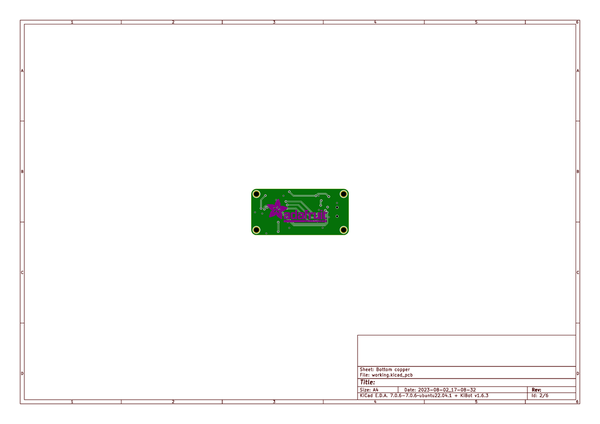 1 2 3 4 5 6
A A
adafruit
B B
C C
Sheet: Bottom copper
File: working.kicad_pcb
D D
Title:
Size: A4 Date: 2023-08-02_17-08-32 Rev:
KiCad E.D.A. 7.0.6-7.0.6~ubuntu22.04.1 + KiBot v1.6.3 Id: 2/6
1 2 3 4 5 6